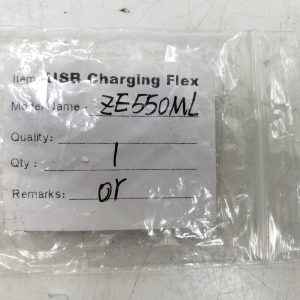 Item: USB Charging Flex
Model Name: ZE550ML
Quality:
Qty: 1
Remarks: or